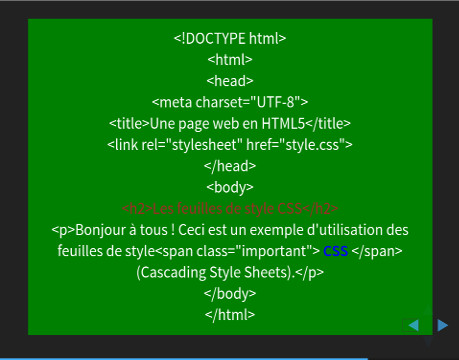 <!DOCTYPE html>
<html>
<head>
<meta charset="UTF-8">
<title>Une page web en HTML5</title>
<link rel="stylesheet" href="style.css">
</head>
<body>
<h2>Les feuilles de style CSS</h2>
<p>Bonjour à tous ! Ceci est un exemple d'utilisation des
feuilles de style<span class="important"> CSS </span>
(Cascading Style Sheets).</p>
</body>
</html>